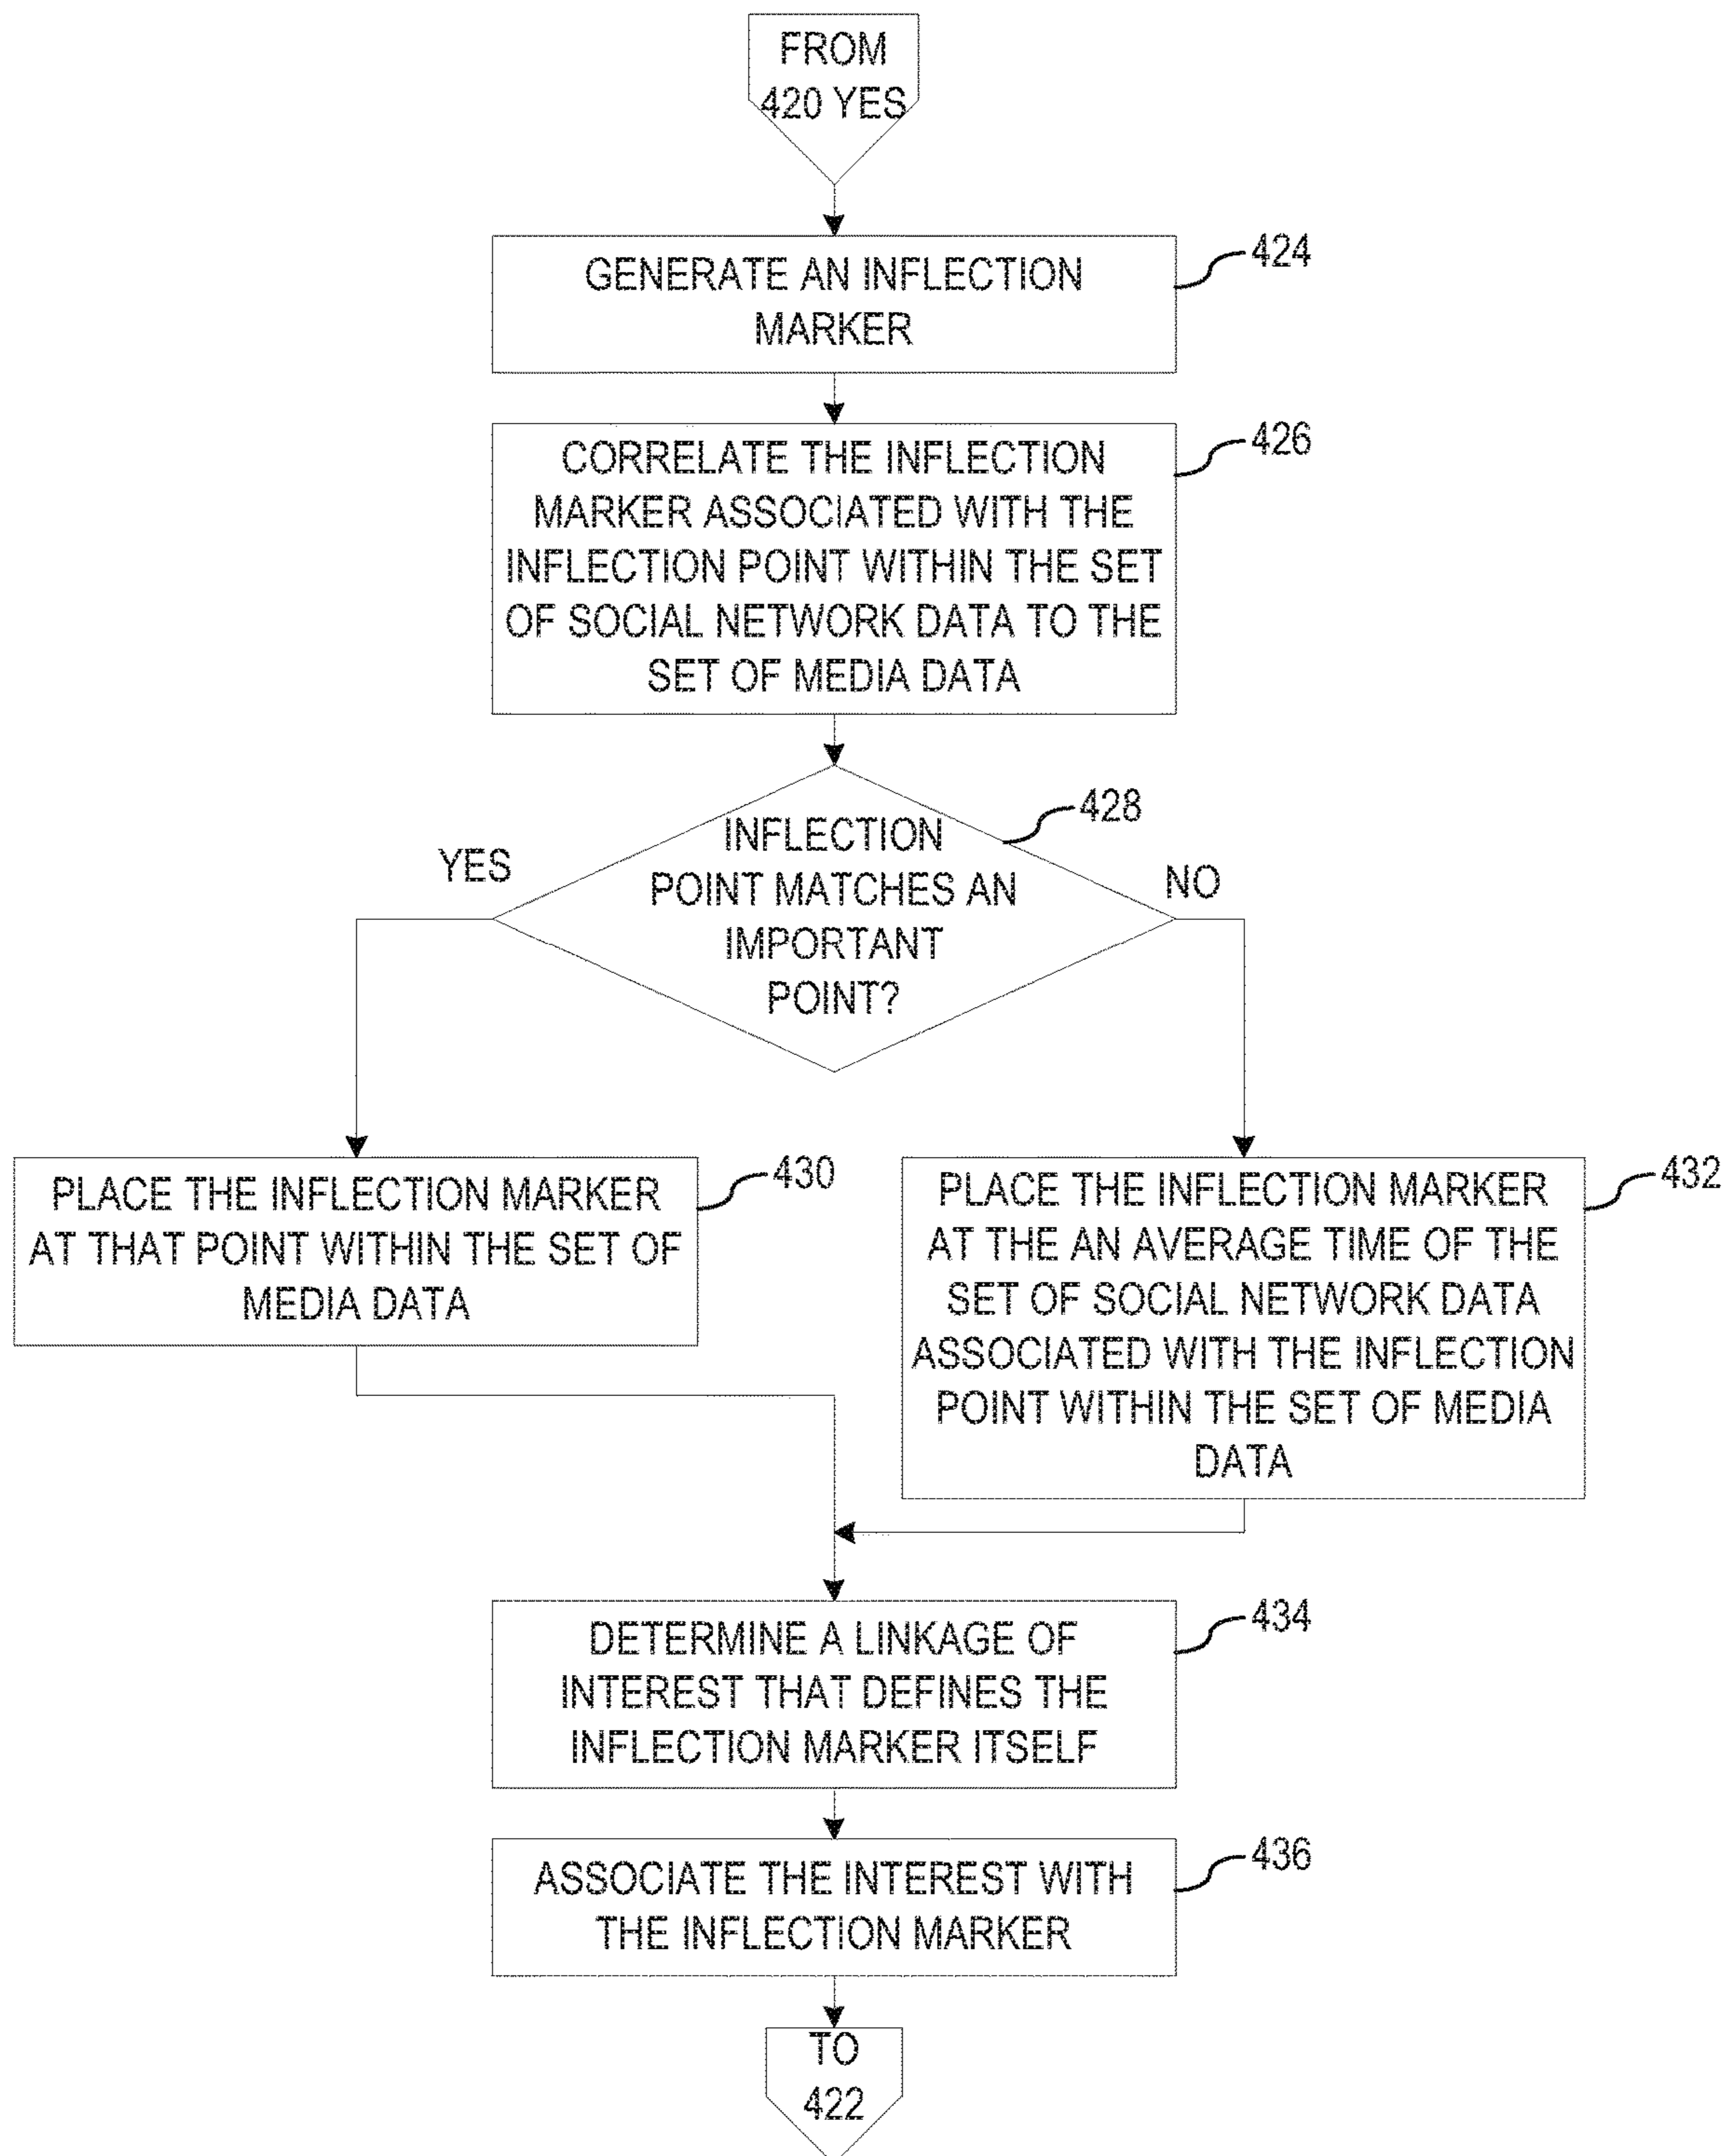 FROM
420 YES
GENERATE AN INFLECTION
MARKER
424
CORRELATE THE INFLECTION
MARKER ASSOCIATED WITH THE
INFLECTION POINT WITHIN THE SET
OF SOCIAL NETWORK DATA TO THE
SET OF MEDIA DATA
426
INFLECTION
POINT MATCHES AN
IMPORTANT
POINT?
428
YES
NO
PLACE THE INFLECTION MARKER
AT THAT POINT WITHIN THE SET OF
MEDIA DATA
430
PLACE THE INFLECTION MARKER
AT THE AN AVERAGE TIME OF THE
SET OF SOCIAL NETWORK DATA
ASSOCIATED WITH THE INFLECTION
POINT WITHIN THE SET OF MEDIA
DATA
432
DETERMINE A LINKAGE OF
INTEREST THAT DEFINES THE
INFLECTION MARKER ITSELF
434
ASSOCIATE THE INTEREST WITH
THE INFLECTION MARKER
436
TO
422